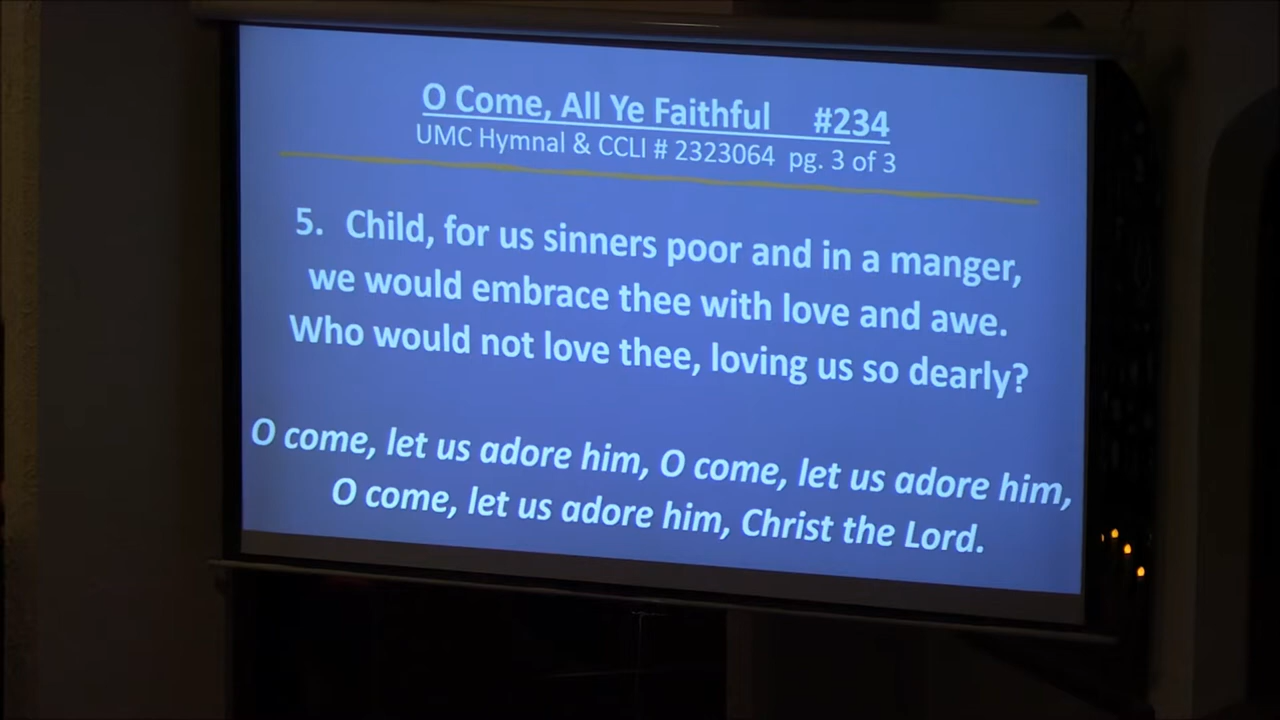 O Come, All Ye Faithful #234
UMC Hymnal & CCLI # 2323064 pg. 3 of 3
5. Child, for us sinners poor and in a manger,
we would embrace thee with love and awe.
Who would not love thee, loving us so dearly?
O come, let us adore him, O come, let us adore him,
O come, let us adore him, Christ the Lord.